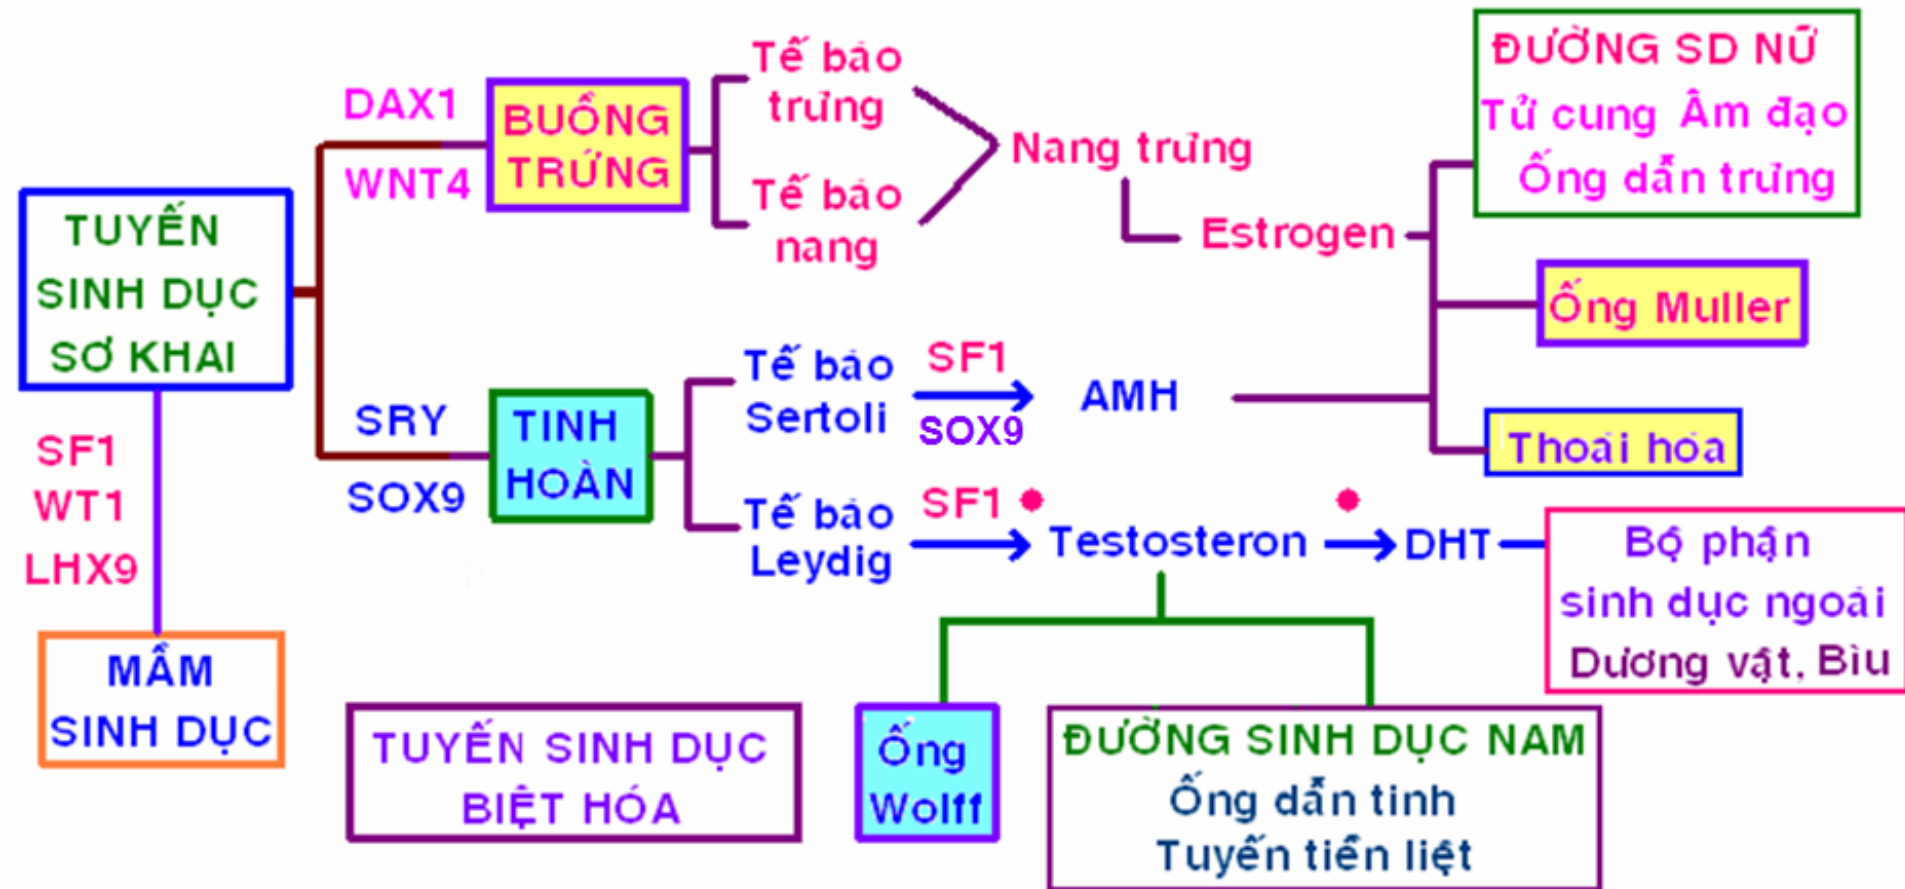 TUYẾN
SINH DỤC
SƠ KHAI
SF1
WT1
LHX9
MẦM
SINH DỤC
DAX1
WNT4
BUỒNG
TRỨNG
Tế bào
trưng
Tế bào
nang
Nang trưng
Estrogen
ĐƯỜNG SD NỮ
Tử cung Âm đạo
Ống dẫn trưng
Ống Muller
Thoái hóa
SRY
SOX9
TINH
HOÀN
Tế bào
Sertoli
SF1
SOX9
AMH
Tế bào
Leydig
SF1
Testosteron
DHT
Bộ phận
sinh dục ngoài
Dương vật, Bìu
TUYẾN SINH DỤC
BIỆT HÓA
Ống
Wolff
ĐƯỜNG SINH DỤC NAM
Ống dẫn tinh
Tuyến tiền liệt